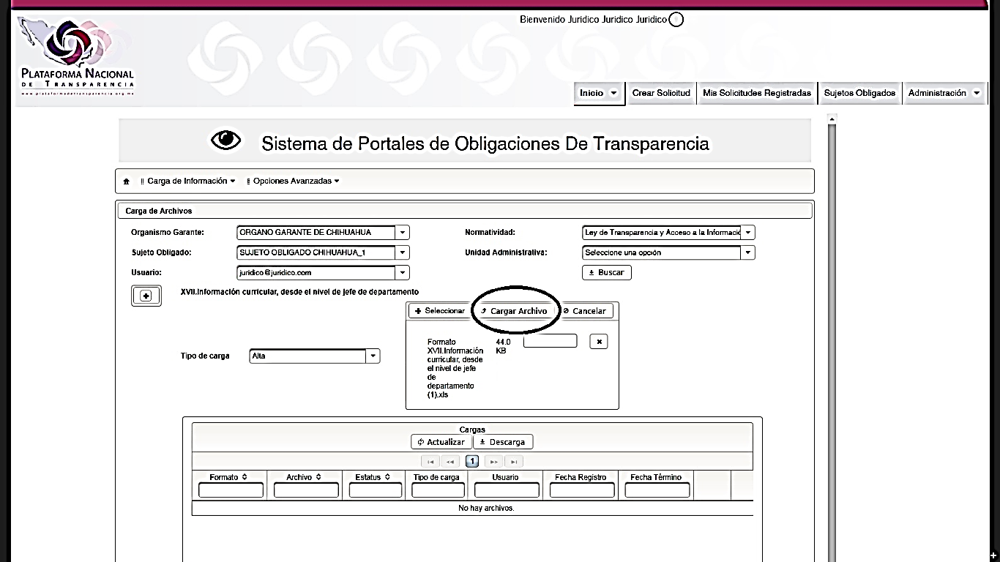 Bienvenido Juridico Juridico Juridico
PLATAFORMA NACIONAL
DE TRANSPARENCIA
www.plataformadetransparencia.org.mx
Inicio
Crear Solicitud
Mis Solicitudes Registradas
Sujetos Obligados
Administración
Sistema de Portales de Obligaciones De Transparencia
Carga de Información
Opciones Avanzadas
Carga de Archivos
Organismo Garante: ORGANO GARANTE DE CHIHUAHUA
Normatividad: Ley de Transparencia y Acceso a la Informació
Sujeto Obligado: SUJETO OBLIGADO CHIHUAHUA_1
Unidad Administrativa: Seleccione una opción
Usuario: juridico@juridico.com
Buscar
XVII.Información curricular, desde el nivel de jefe de departamento
Seleccionar
Cargar Archivo
Cancelar
Formato
XVII.Información
curricular, desde
el nivel de jefe
de
departamento
(1).xls
44.0
KB
Tipo de carga Alta
Cargas
Actualizar
Descarga
1
Formato Archivo Estatus Tipo de carga Usuario Fecha Registro Fecha Término
No hay archivos.